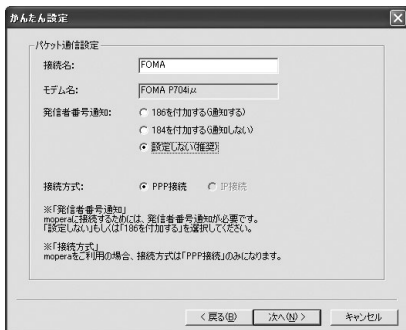 かんたん設定
パケット通信設定
接続名: FOMA
モデム名: FOMA P704iμ
発信者番号通知: 186を付加する(通知する)
184を付加する(通知しない)
設定しない(推奨)
接続方式: PPP接続 IP接続
※「発信者番号通知」
moperaに接続するためには、発信者番号通知が必要です。
「設定しない」もしくは「186を付加する」を選択してください。
※「接続方式」
moperaをご利用の場合、接続方式は「PPP接続」のみになります。
< 戻る(B) 次へ(N) > キャンセル